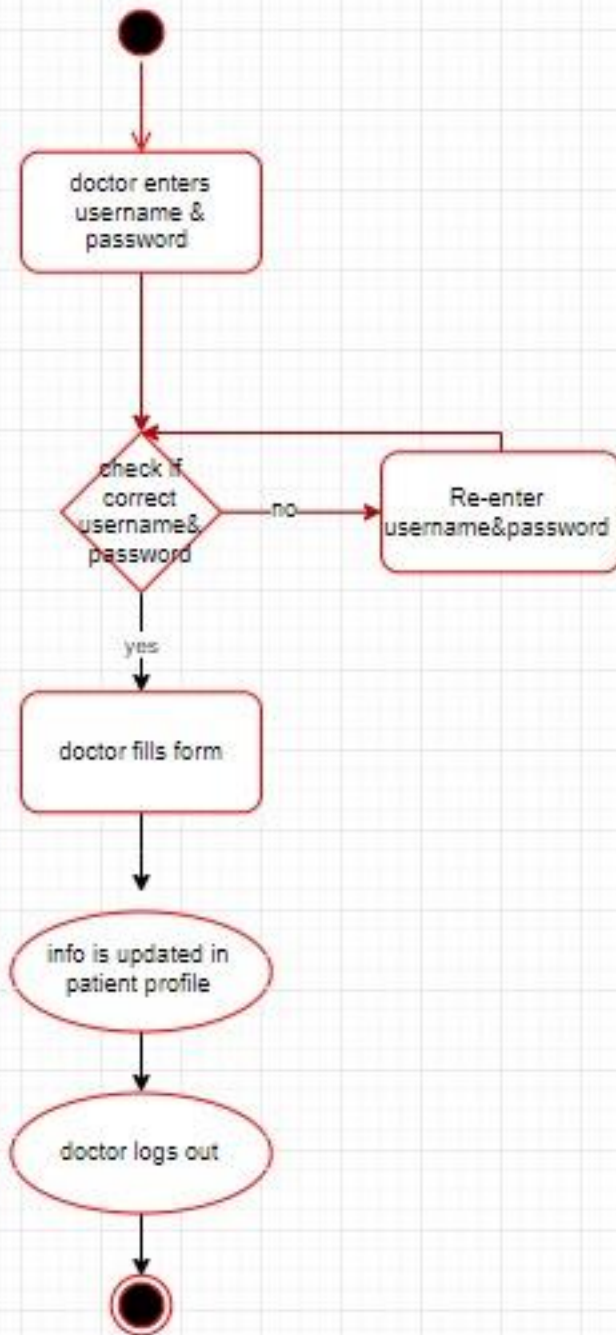 doctor enters
username &
password
check if
correct
username&
password
no
Re-enter
username&password
yes
doctor fills form
info is updated in
patient profile
doctor logs out